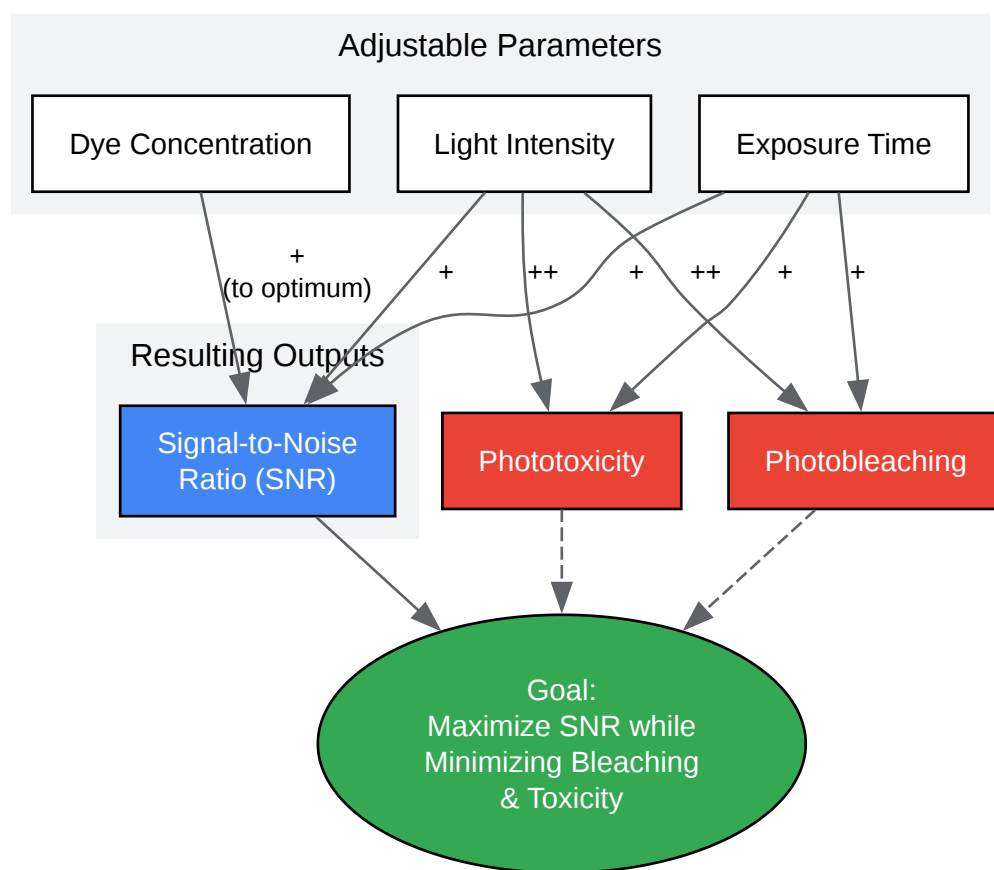 Adjustable Parameters
Dye Concentration
Light Intensity
Exposure Time
+
(to optimum)
+
++
+
++
+
+
Resulting Outputs
Signal-to-Noise
Ratio (SNR)
Phototoxicity
Photobleaching
Goal:
Maximize SNR while
Minimizing Bleaching
& Toxicity